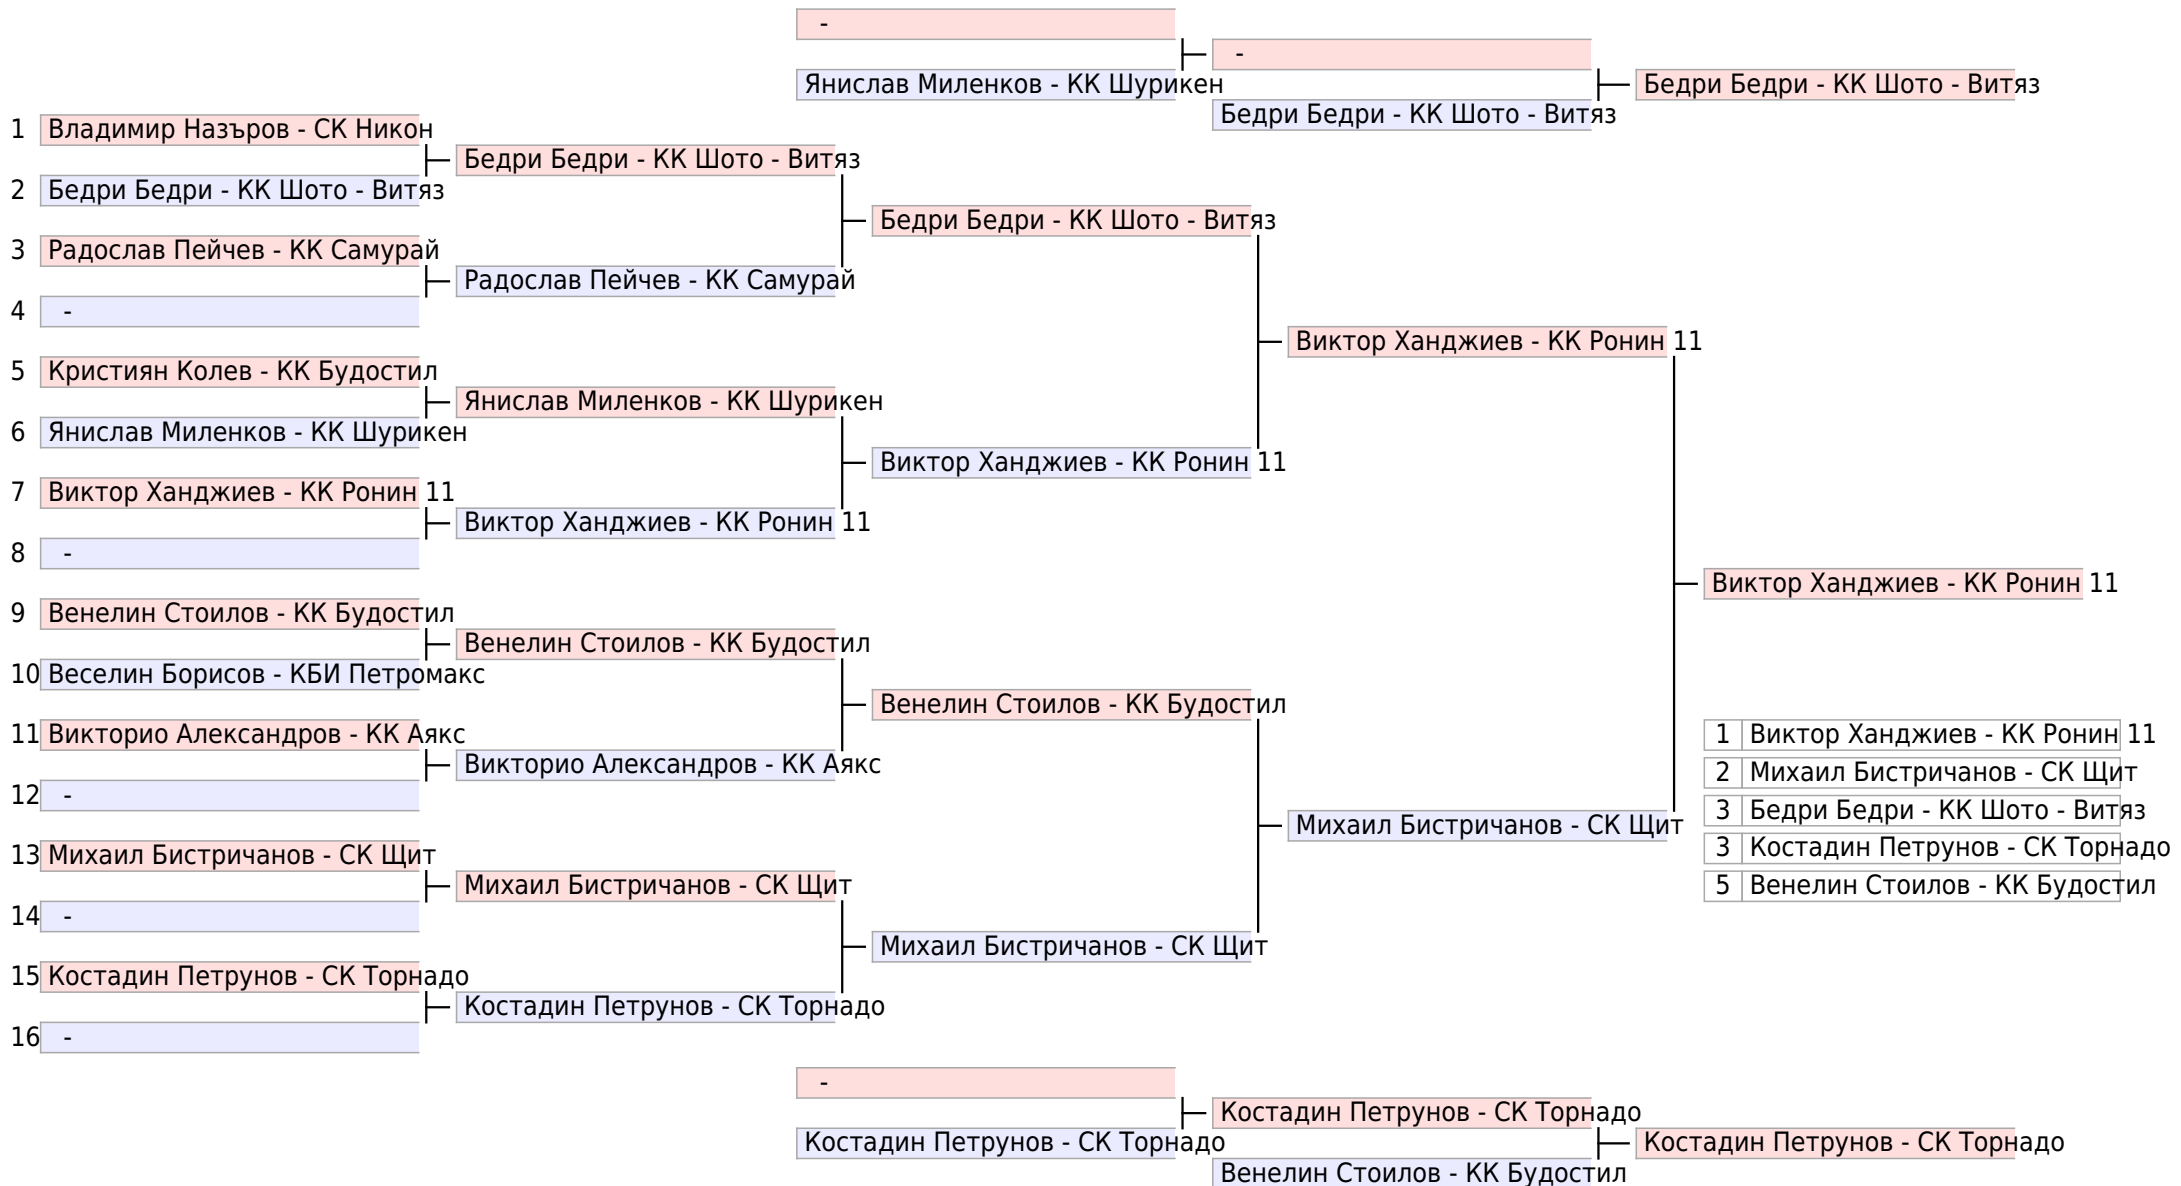 -
-
Янислав Миленков - КК Шурикен
Бедри Бедри - КК Шото - Витяз
Бедри Бедри - КК Шото - Витяз
1 Владимир Назъров - СК Никон
Бедри Бедри - КК Шото - Витяз
2 Бедри Бедри - КК Шото - Витяз
Бедри Бедри - КК Шото - Витяз
3 Радослав Пейчев - КК Самурай
Радослав Пейчев - КК Самурай
4 -
Виктор Ханджиев - КК Ронин 11
5 Кристиян Колев - КК Будостил
Янислав Миленков - КК Шурикен
6 Янислав Миленков - КК Шурикен
Виктор Ханджиев - КК Ронин 11
7 Виктор Ханджиев - КК Ронин 11
Виктор Ханджиев - КК Ронин 11
8 -
Виктор Ханджиев - КК Ронин 11
9 Венелин Стоилов - КК Будостил
Венелин Стоилов - КК Будостил
10 Веселин Борисов - КБИ Петромакс
Венелин Стоилов - КК Будостил
11 Викторио Александров - КК Аякс
Викторио Александров - КК Аякс
12 -
Михаил Бистричанов - СК Щит
13 Михаил Бистричанов - СК Щит
Михаил Бистричанов - СК Щит
14 -
Михаил Бистричанов - СК Щит
15 Костадин Петрунов - СК Торнадо
Костадин Петрунов - СК Торнадо
16 -
1 Виктор Ханджиев - КК Ронин 11
2 Михаил Бистричанов - СК Щит
3 Бедри Бедри - КК Шото - Витяз
3 Костадин Петрунов - СК Торнадо
5 Венелин Стоилов - КК Будостил
-
Костадин Петрунов - СК Торнадо
Костадин Петрунов - СК Торнадо
Костадин Петрунов - СК Торнадо
Венелин Стоилов - КК Будостил